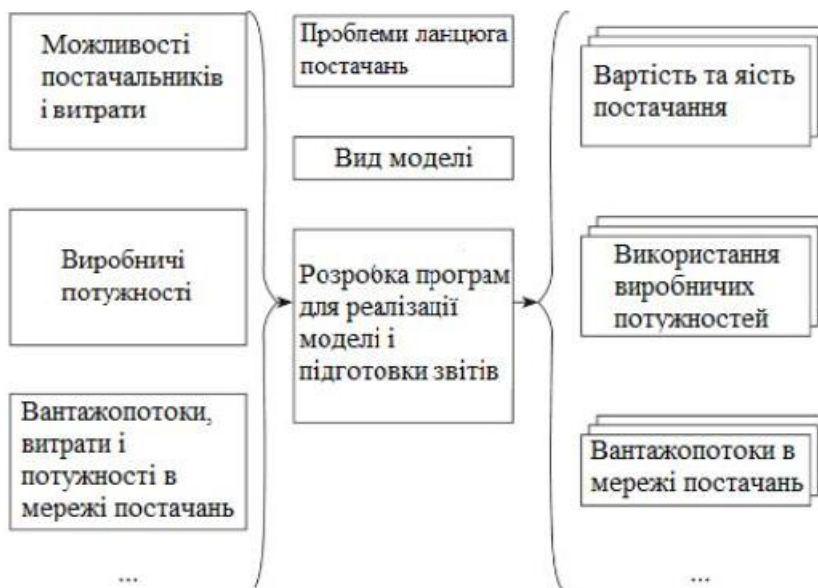 Можливості
постачальників
і витрати
Виробничі
потужності
Вантажопотоки,
витрати і
потужності в
мережі постачань
...
Проблеми ланцюга
постачань
Вид моделі
Розробка програм
для реалізації
моделі і
підготовки звітів
Вартість та яість
постачання
Використання
виробничих
потужностей
Вантажопотоки в
мережі постачань
...